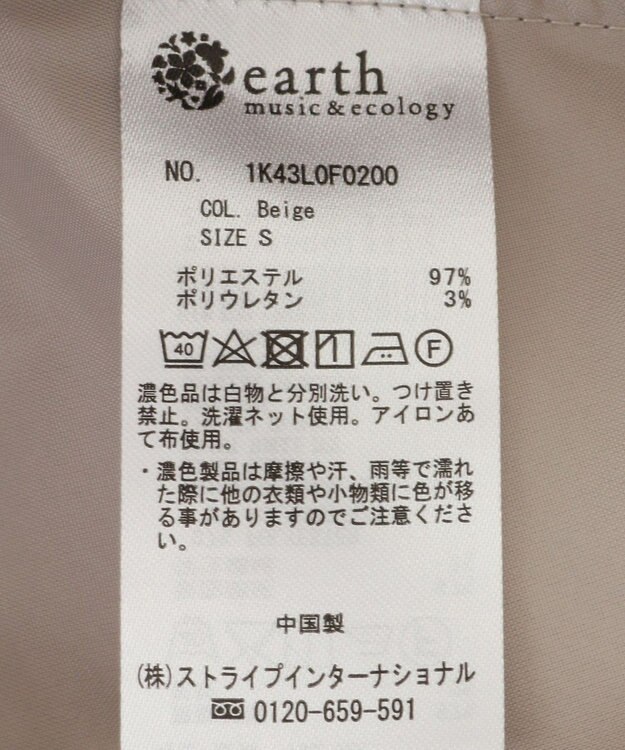 earth
music&ecology
NO. 1K43L0F0200
COL. Beige
SIZE S
ポリエステル 97%
ポリウレタン 3%
40 F
濃色品は白物と分別洗い。つけ置き
禁止。洗濯ネット使用。アイロンあ
て布使用。
・濃色製品は摩擦や汗、雨等で濡れ
た際に他の衣類や小物類に色が移
る事がありますのでご注意くださ
い。
中国製
(株)ストライプインターナショナル
0120-659-591